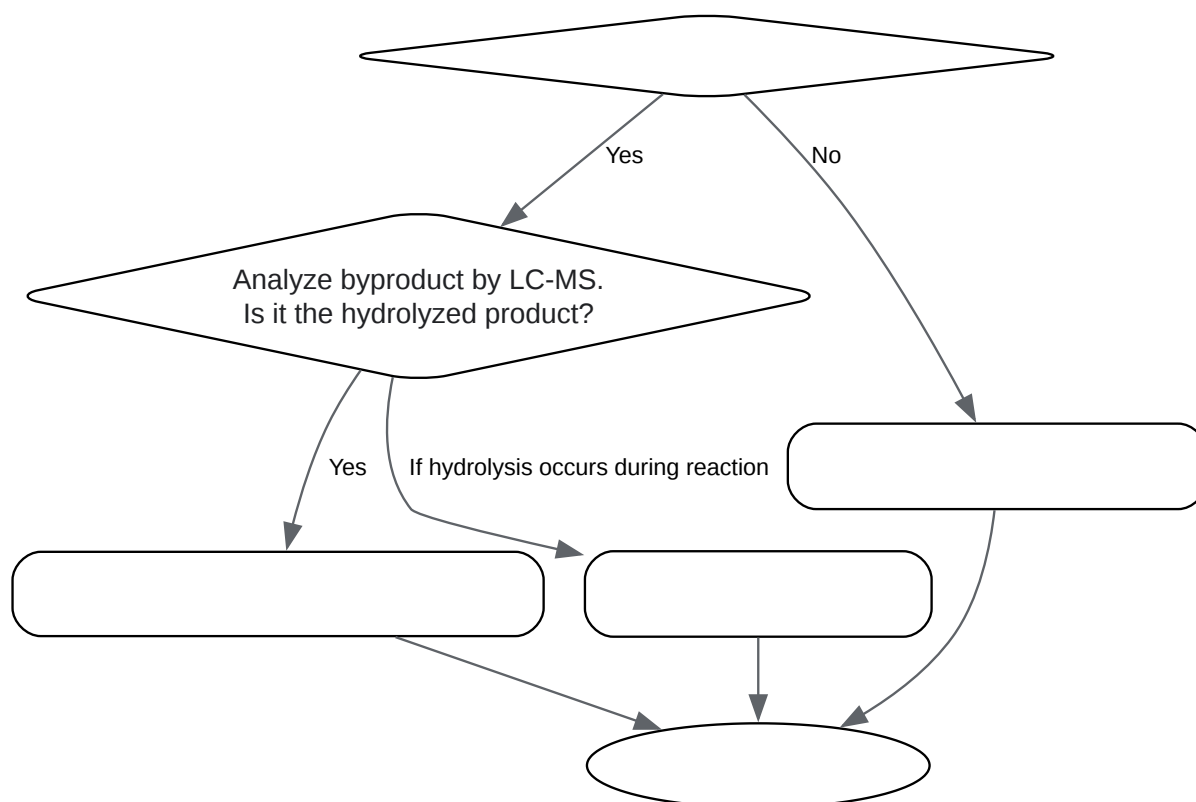 Yes
No
Analyze byproduct by LC-MS.
Is it the hydrolyzed product?
Yes
If hydrolysis occurs during reaction